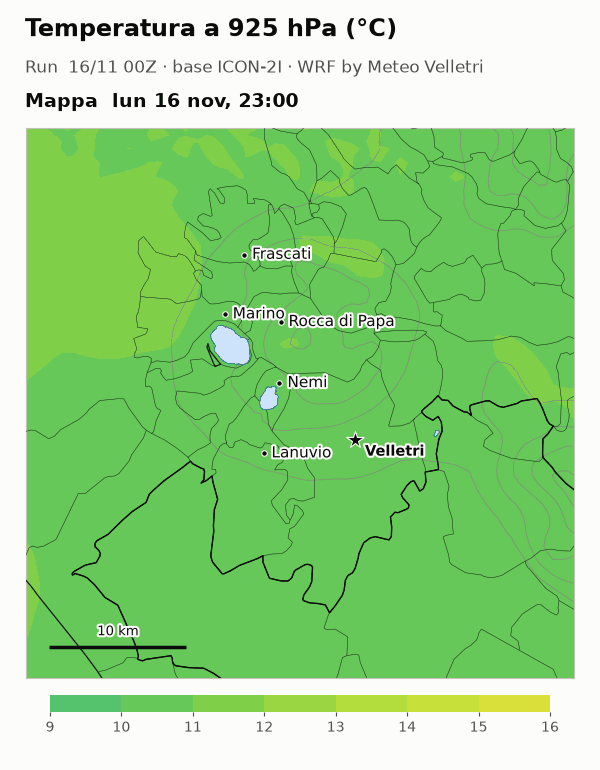 Temperatura a 925 hPa (°C)
Run  16/11 00Z · base ICON-2I · WRF by Meteo Velletri
Mappa  lun 16 nov, 23:00
Frascati
Marino
Rocca di Papa
Nemi
Velletri
Lanuvio
10 km
9 10 11 12 13 14 15 16